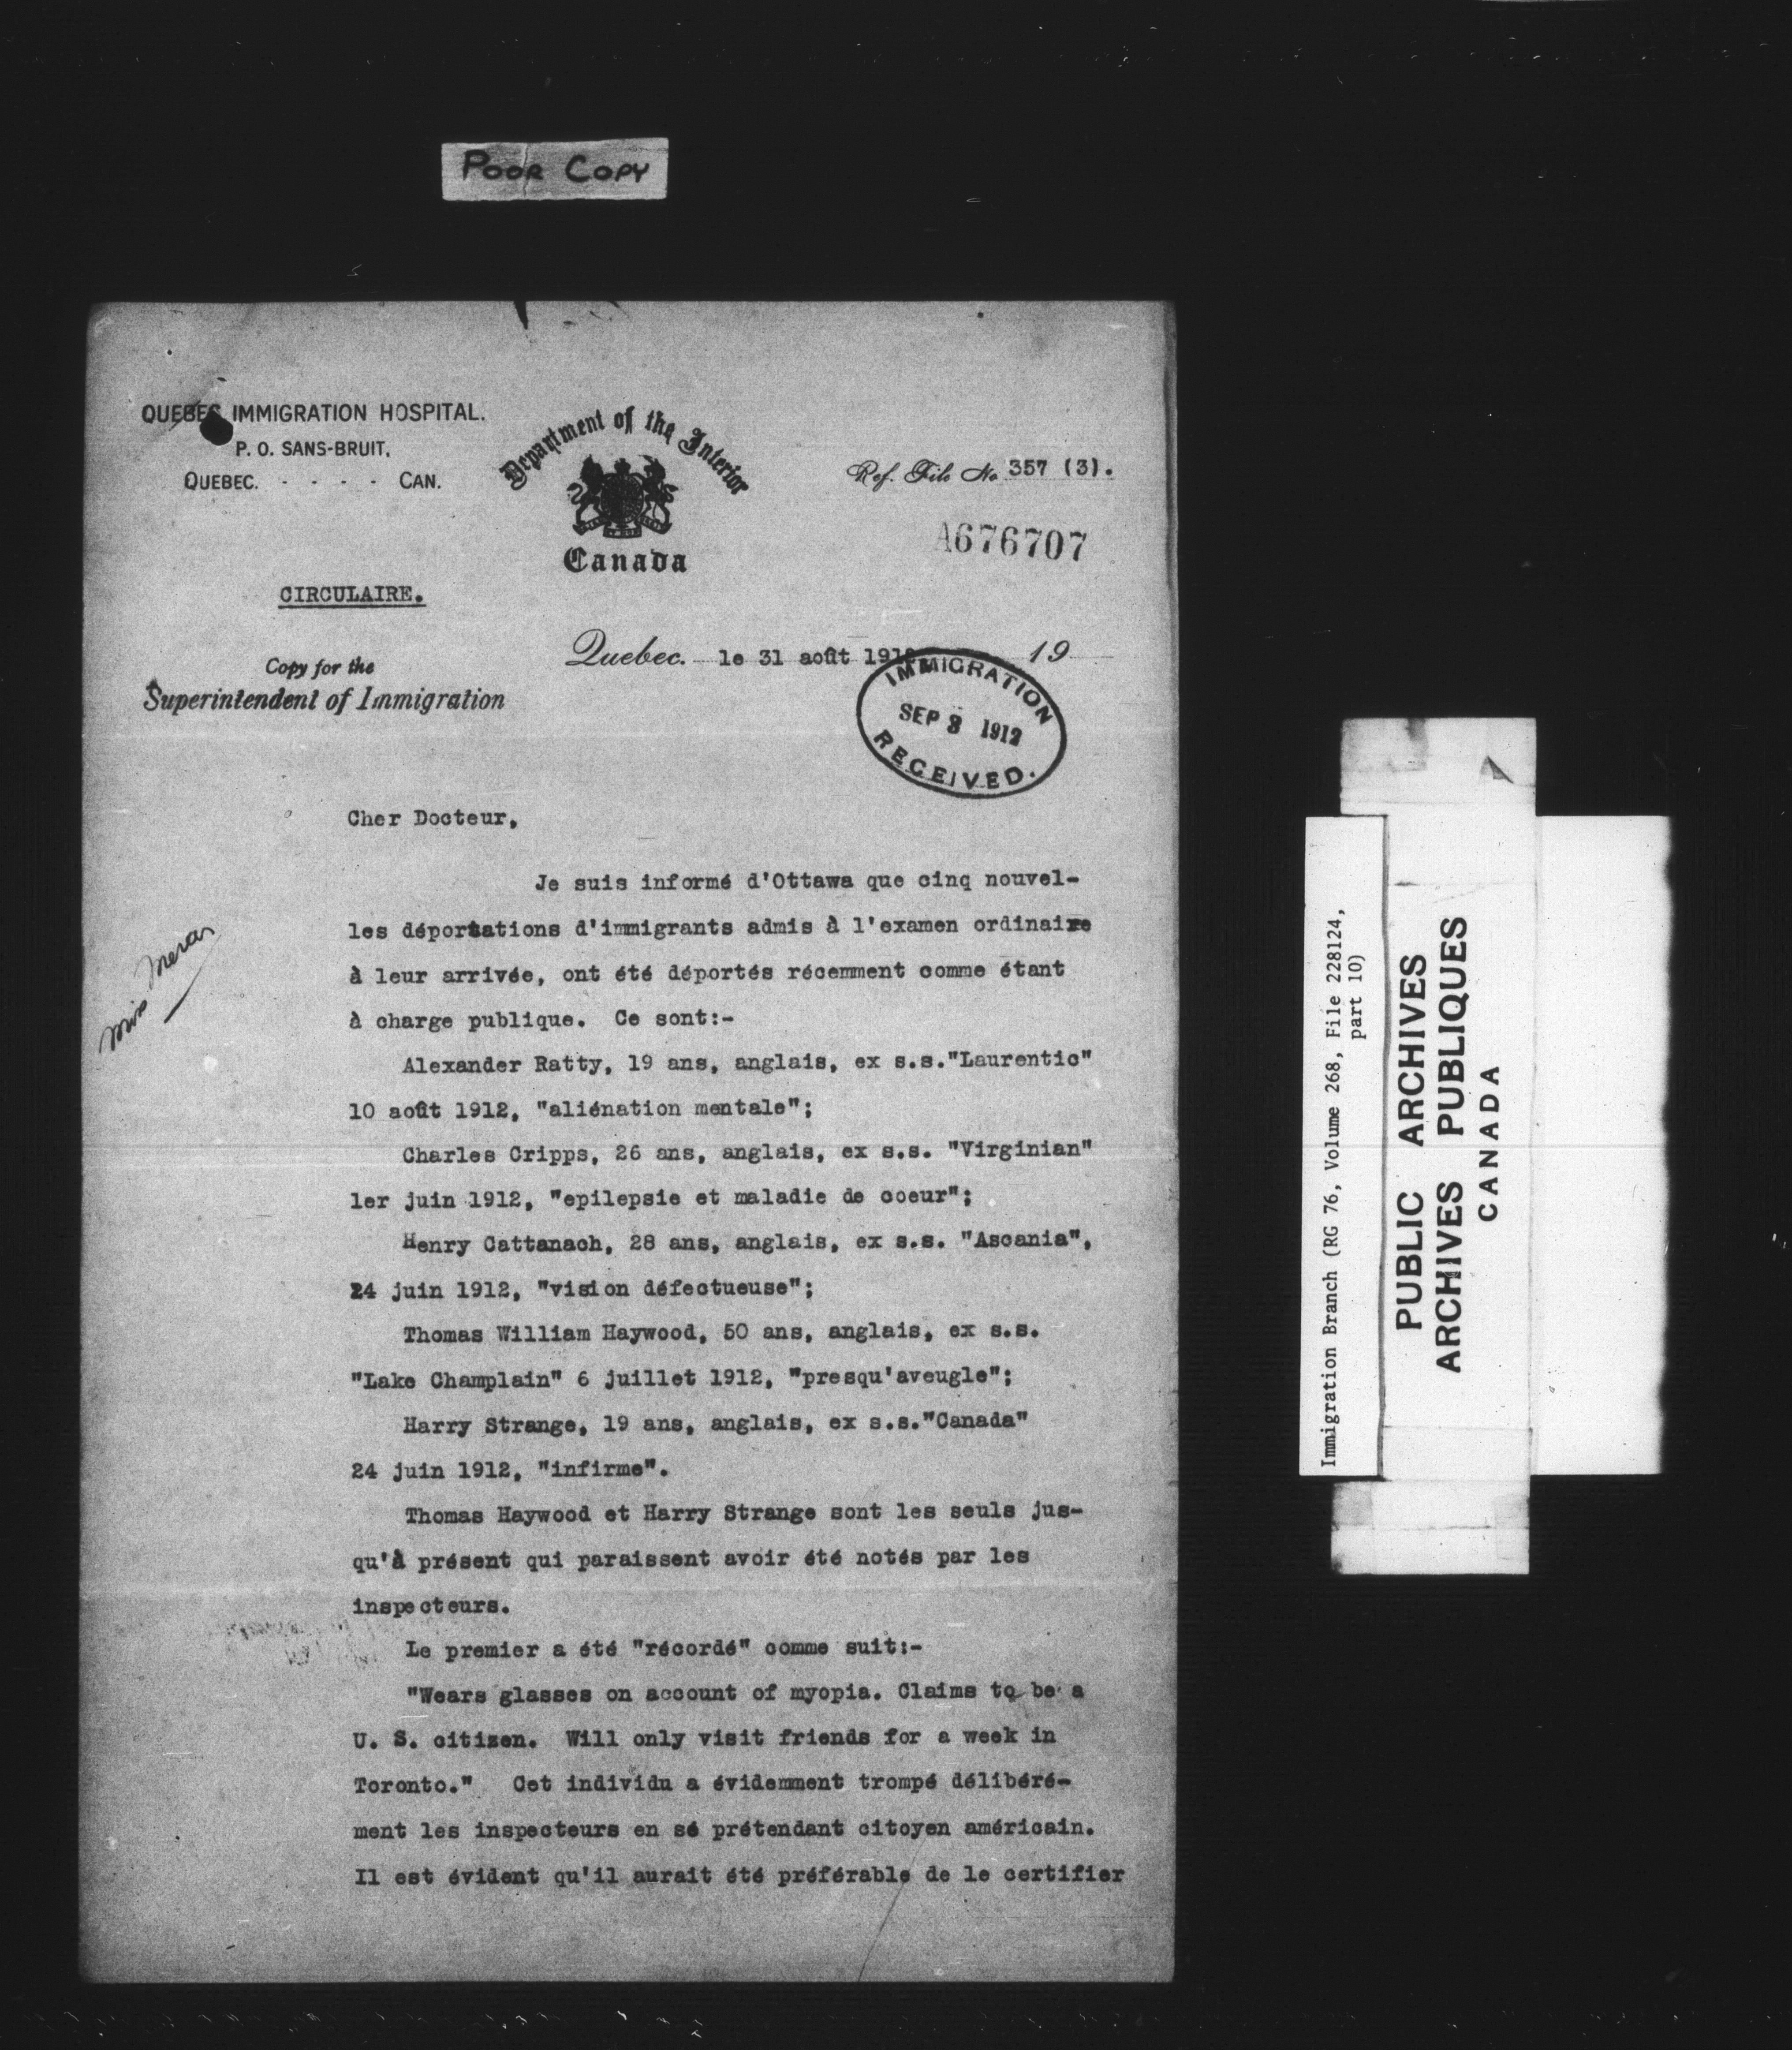 POOR COPY
QUEBEC IMMIGRATION HOSPITAL.
P. O. SANS-BRUIT,
QUEBEC. - - - - CAN.
Department of the Interior
Canada
Ref. File No 357 (3).
A676707
CIRCULAIRE.
Quebec. le 31 août 1912 19
Copy for the
Superintendent of Immigration
IMMIGRATION
SEP 3 1912
RECEIVED.
Cher Docteur,
Je suis informé d'Ottawa que cinq nouvel-
les déportations d'immigrants admis à l'examen ordinaire
à leur arrivée, ont été déportés récemment comme étant
à charge publique. Ce sont:-
Alexander Ratty, 19 ans, anglais, ex s.s."Laurentic"
10 août 1912, "aliénation mentale";
Charles Cripps, 26 ans, anglais, ex s.s. "Virginian"
1er juin 1912, "epilepsie et maladie de coeur";
Henry Cattanach, 28 ans, anglais, ex s.s. "Ascania",
24 juin 1912, "vision défectueuse";
Thomas William Haywood, 50 ans, anglais, ex s.s.
"Lake Champlain" 6 juillet 1912, "presqu'aveugle";
Harry Strange, 19 ans, anglais, ex s.s."Canada"
24 juin 1912, "infirme".
Thomas Haywood et Harry Strange sont les seuls jus-
qu'à présent qui paraissent avoir été notés par les
inspecteurs.
Le premier a été "récordé" comme suit:-
"Wears glasses on account of myopia. Claims to be a
U. S. citizen. Will only visit friends for a week in
Toronto." Cet individu a évidemment trompé délibéré-
ment les inspecteurs en se prétendant citoyen américain.
Il est évident qu'il aurait été préférable de le certifier
Miss
Immigration Branch (RG 76, Volume 268, File 228124,
part 10)
PUBLIC ARCHIVES
ARCHIVES PUBLIQUES
CANADA